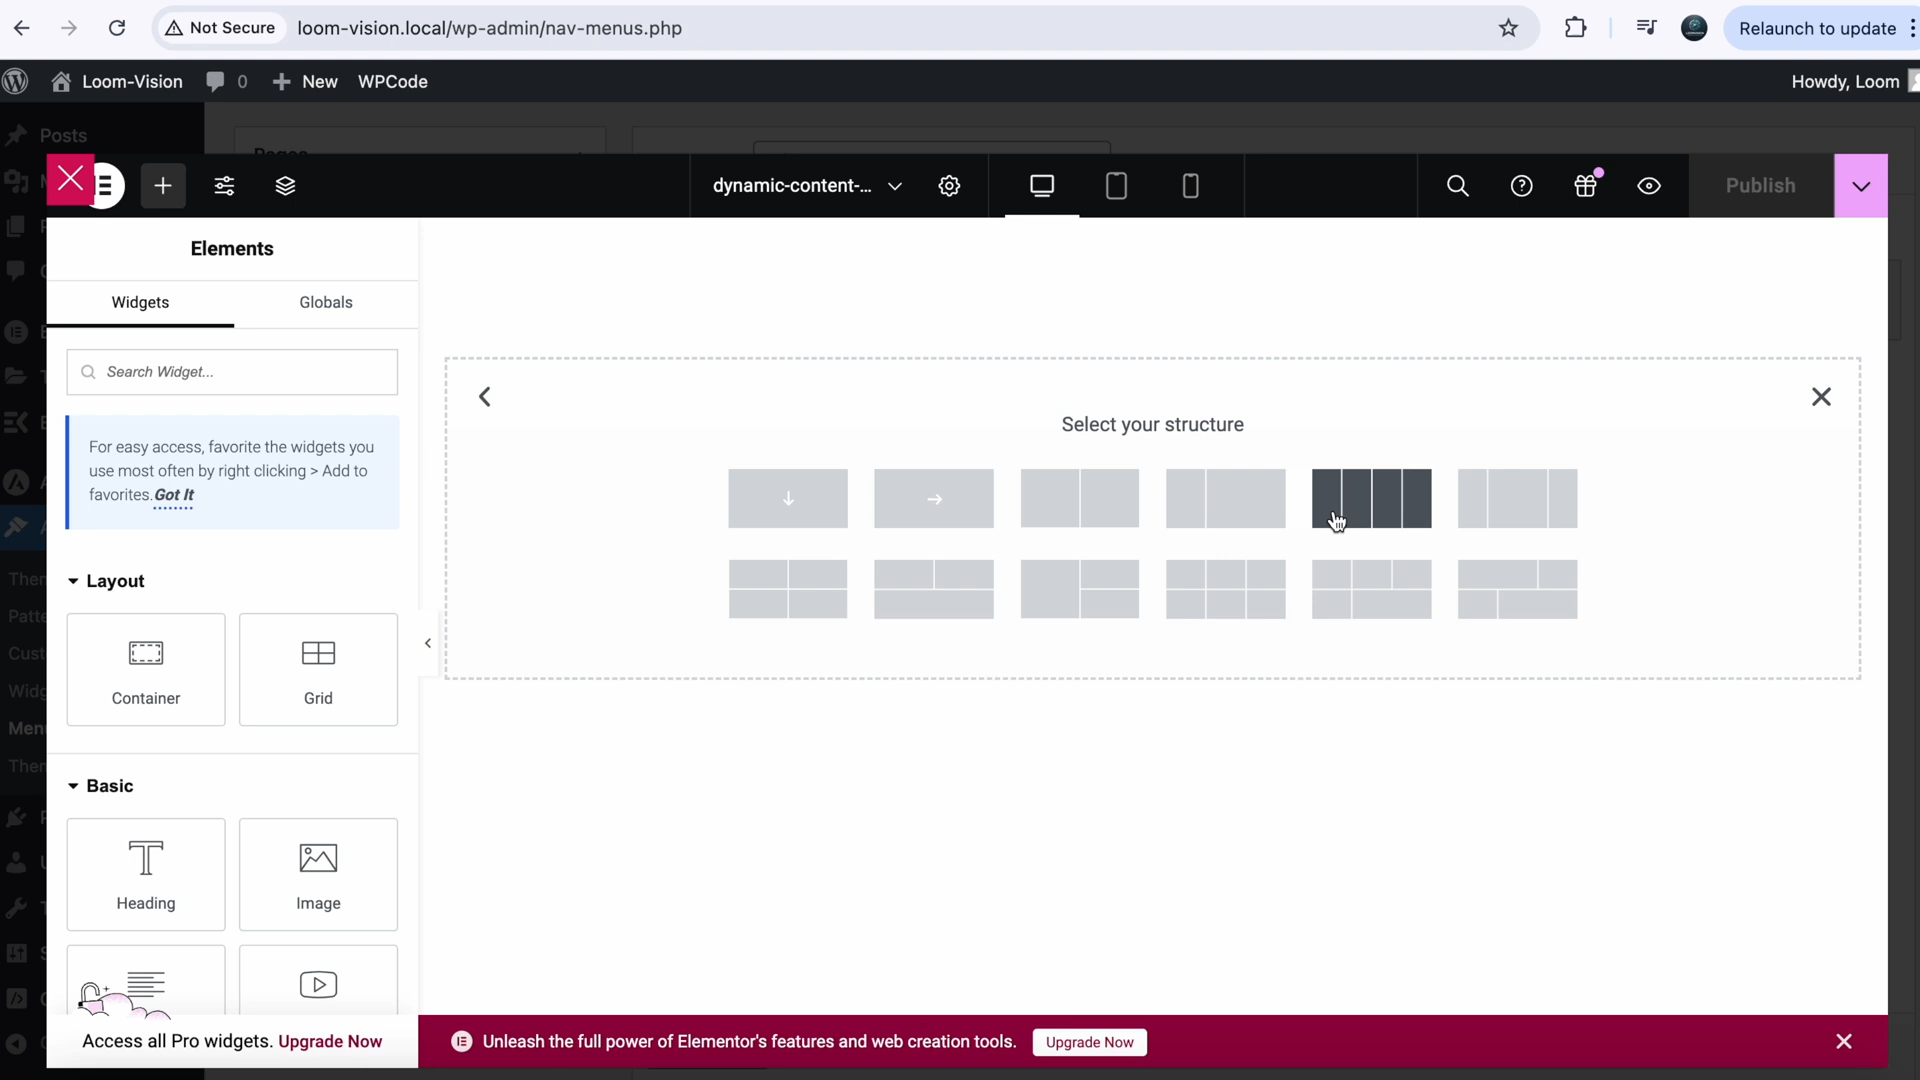 Not Secure
loom-vision.local/wp-admin/nav-menus.php
Relaunch to update
Loom-Vision
0
New
WPCode
Howdy, Loom
Posts
Pages
dynamic-content-...
Publish
Elements
Widgets
Globals
Search Widget...
For easy access, favorite the widgets you
use most often by right clicking > Add to
favorites. Got It
Select your structure
Layout
Container
Grid
Basic
Heading
Image
Access all Pro widgets. Upgrade Now
Unleash the full power of Elementor's features and web creation tools.
Upgrade Now